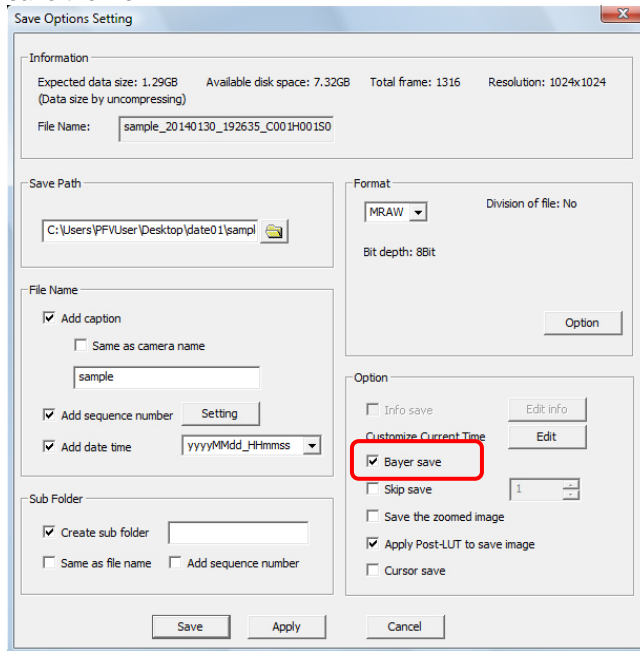 Save Options Setting
Information
Expected data size: 1.29GB Available disk space: 7.32GB Total frame: 1316 Resolution: 1024x1024
(Data size by uncompressing)
File Name: sample_20140130_192635_C001H001S0
Save Path
C:\Users\PFVUser\Desktop\date01\sampl
Format
MRAW Division of file: No
Bit depth: 8Bit
Option
File Name
Add caption
Same as camera name
sample
Add sequence number Setting
Add date time yyyyMMdd_HHmmss
Sub Folder
Create sub folder
Same as file name Add sequence number
Option
Info save Edit info
Customize Current Time Edit
Bayer save
Skip save 1
Save the zoomed image
Apply Post-LUT to save image
Cursor save
Save Apply Cancel